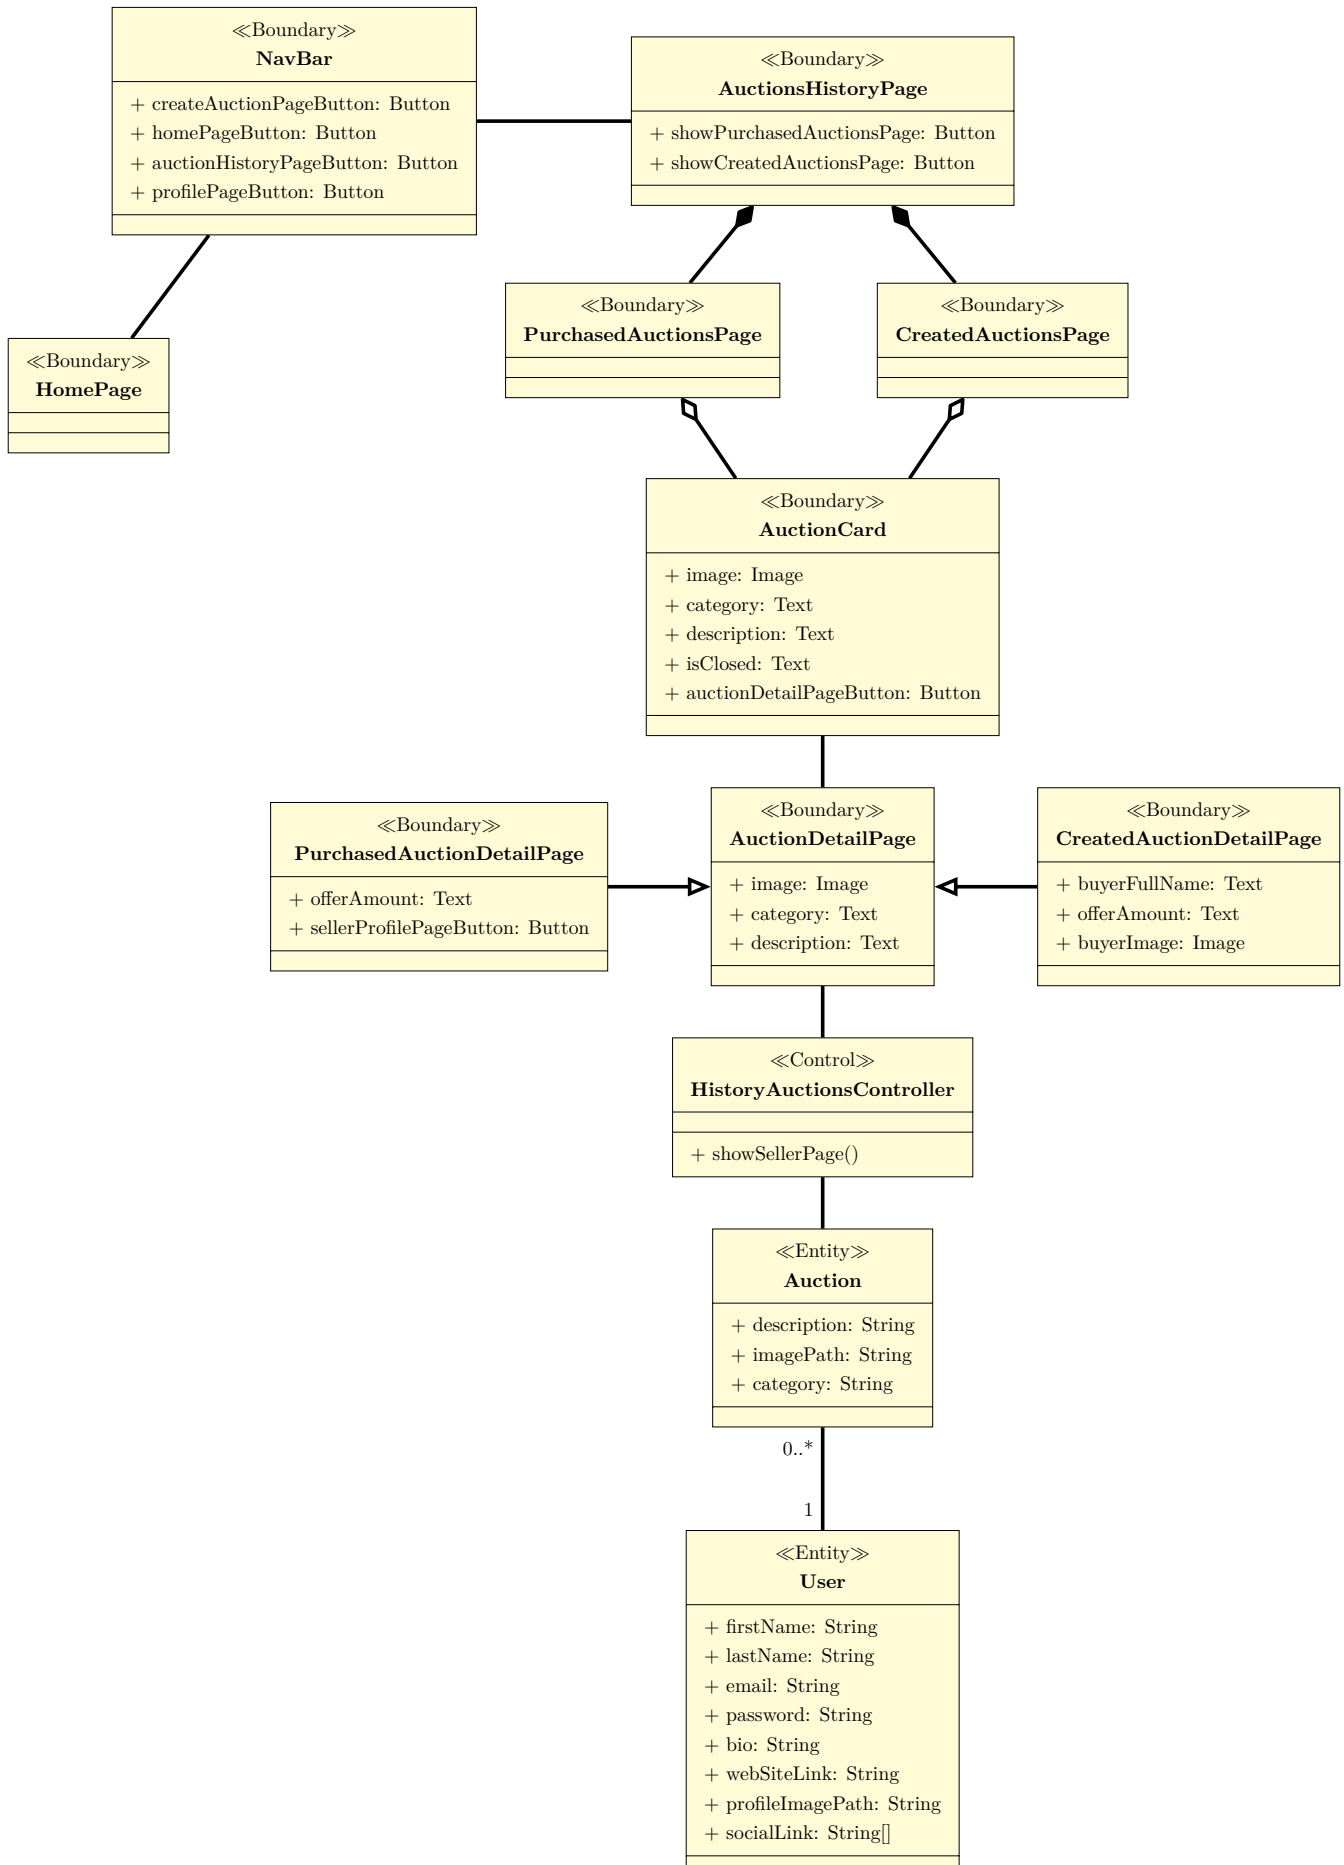 ≪Boundary≫
NavBar
+ createAuctionPageButton: Button
+ homePageButton: Button
+ auctionHistoryPageButton: Button
+ profilePageButton: Button
≪Boundary≫
AuctionsHistoryPage
+ showPurchasedAuctionsPage: Button
+ showCreatedAuctionsPage: Button
≪Boundary≫
PurchasedAuctionsPage
≪Boundary≫
CreatedAuctionsPage
≪Boundary≫
HomePage
≪Boundary≫
AuctionCard
+ image: Image
+ category: Text
+ description: Text
+ isClosed: Text
+ auctionDetailPageButton: Button
≪Boundary≫
PurchasedAuctionDetailPage
+ offerAmount: Text
+ sellerProfilePageButton: Button
≪Boundary≫
AuctionDetailPage
+ image: Image
+ category: Text
+ description: Text
≪Boundary≫
CreatedAuctionDetailPage
+ buyerFullName: Text
+ offerAmount: Text
+ buyerImage: Image
≪Control≫
HistoryAuctionsController
+ showSellerPage()
≪Entity≫
Auction
+ description: String
+ imagePath: String
+ category: String
0..*
1
≪Entity≫
User
+ firstName: String
+ lastName: String
+ email: String
+ password: String
+ bio: String
+ webSiteLink: String
+ profileImagePath: String
+ socialLink: String[]